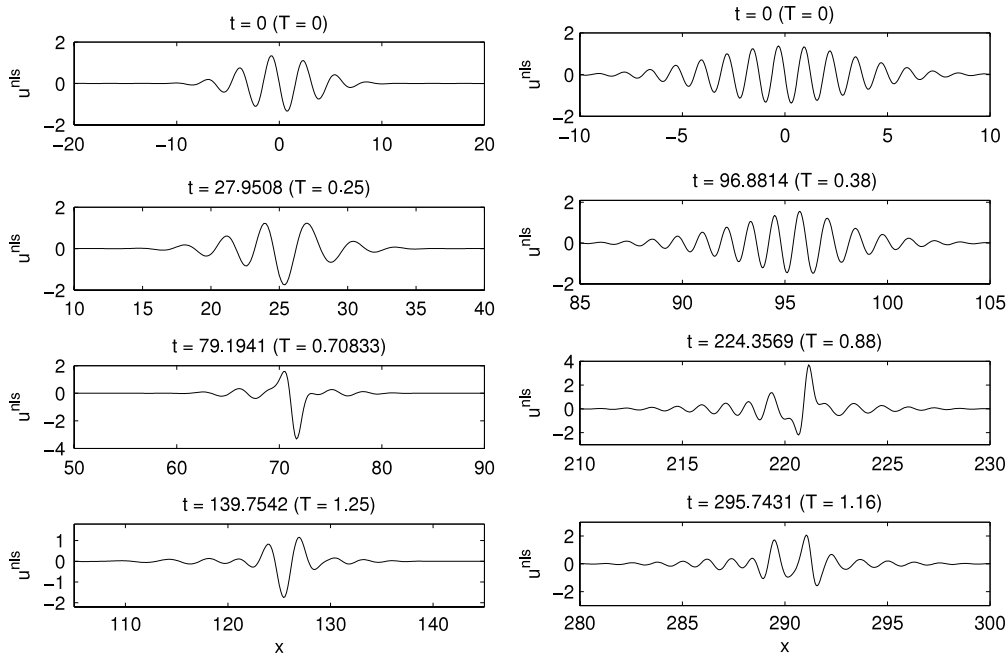 t = 0 (T = 0)
2
0
−2
u^nls
−20 −10 0 10 20
t = 27.9508 (T = 0.25)
2
0
−2
u^nls
10 15 20 25 30 35 40
t = 79.1941 (T = 0.70833)
2
0
−2
−4
u^nls
50 60 70 80 90
t = 139.7542 (T = 1.25)
1
0
−1
−2
u^nls
110 120 130 140
x
t = 0 (T = 0)
2
0
−2
u^nls
−10 −5 0 5 10
t = 96.8814 (T = 0.38)
2
0
−2
u^nls
85 90 95 100 105
t = 224.3569 (T = 0.88)
4
2
0
−2
u^nls
210 215 220 225 230
t = 295.7431 (T = 1.16)
2
0
−2
u^nls
280 285 290 295 300
x